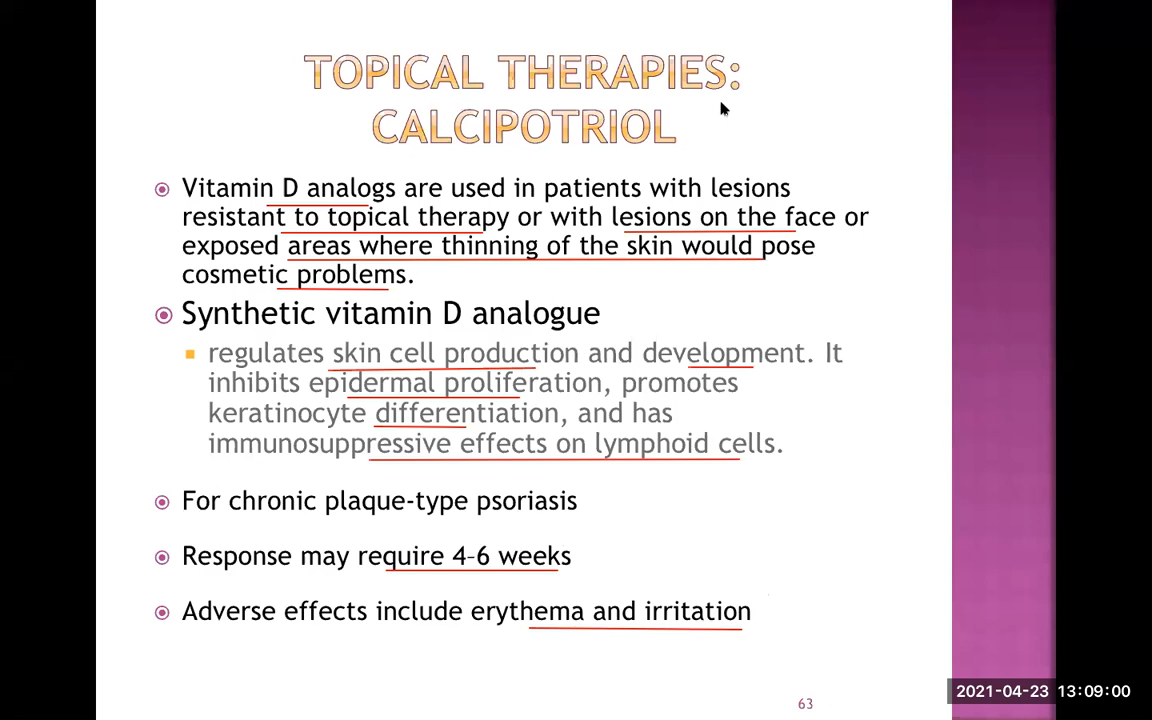 TOPICAL THERAPIES:
CALCIPOTRIOL
Vitamin D analogs are used in patients with lesions
resistant to topical therapy or with lesions on the face or
exposed areas where thinning of the skin would pose
cosmetic problems.
Synthetic vitamin D analogue
regulates skin cell production and development. It
inhibits epidermal proliferation, promotes
keratinocyte differentiation, and has
immunosuppressive effects on lymphoid cells.
For chronic plaque-type psoriasis
Response may require 4–6 weeks
Adverse effects include erythema and irritation
63
2021-04-23 13:09:00